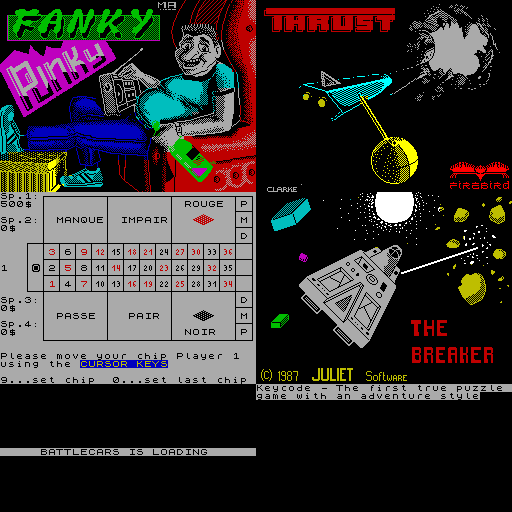 MA
FANKY
PUNKY
THRUST
FIREBIRD
Sp.1:
500$
ROUGE
P
Sp.2:
0$
MANQUE
IMPAIR
M
D
3 6 9 12 15 18 21 24 27 30 33 36
1
0
2 5 8 11 14 17 20 23 26 29 32 35
1 4 7 10 13 16 19 22 25 28 31 34
Sp.3:
0$
D
PASSE
PAIR
M
Sp.4:
0$
NOIR
P
Please move your chip Player 1
using the CURSOR KEYS
9...set chip 0...set last chip
CLARKE
THE
BREAKER
© 1987 JULIET Software
Keycode - The first true puzzle
game with an adventure style
BATTLECARS IS LOADING